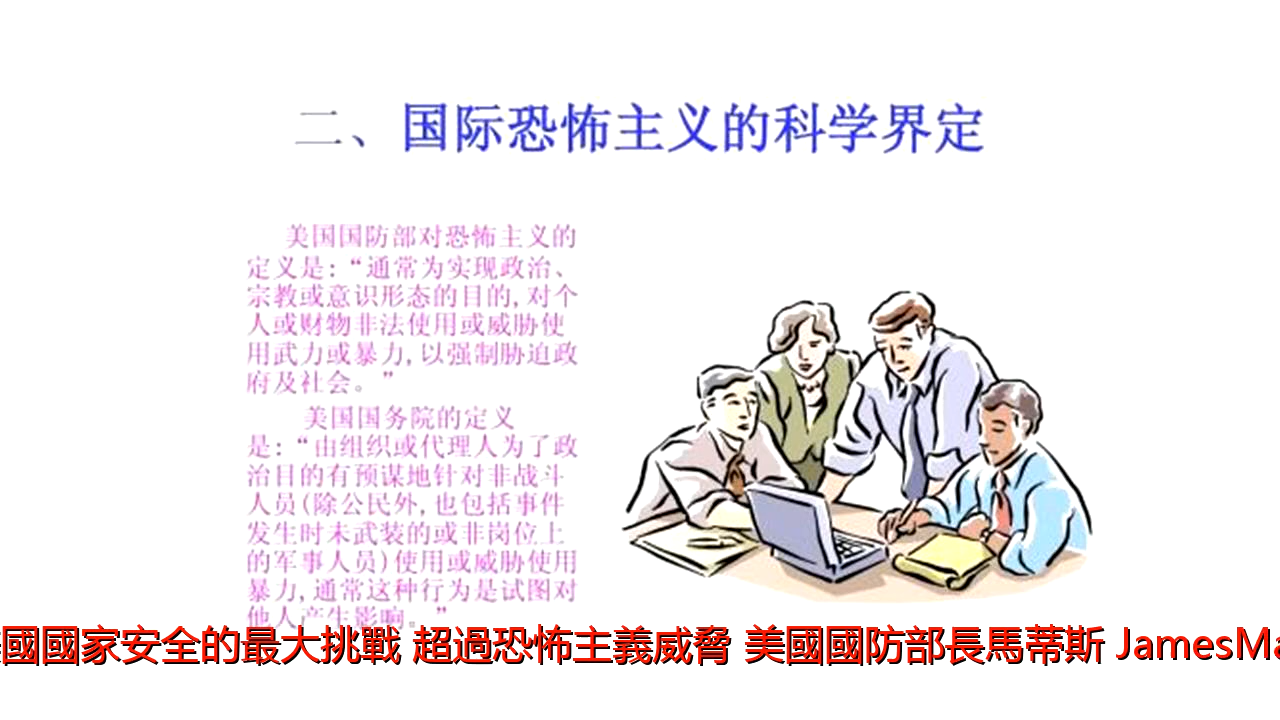 二、国际恐怖主义的科学界定
美国国防部对恐怖主义的
定义是：“通常为实现政治、
宗教或意识形态的目的,对个
人或财物非法使用或威胁使
用武力或暴力,以强制胁迫政
府及社会。”
美国国务院的定义
是：“由组织或代理人为了政
治目的有预谋地针对非战斗
人员(除公民外,也包括事件
发生时未武装的或非岗位上
的军事人员)使用或威胁使用
暴力,通常这种行为是试图对
他人产生影响。”
國國家安全的最大挑戰 超過恐怖主義威脅 美國國防部長馬蒂斯 JamesMa